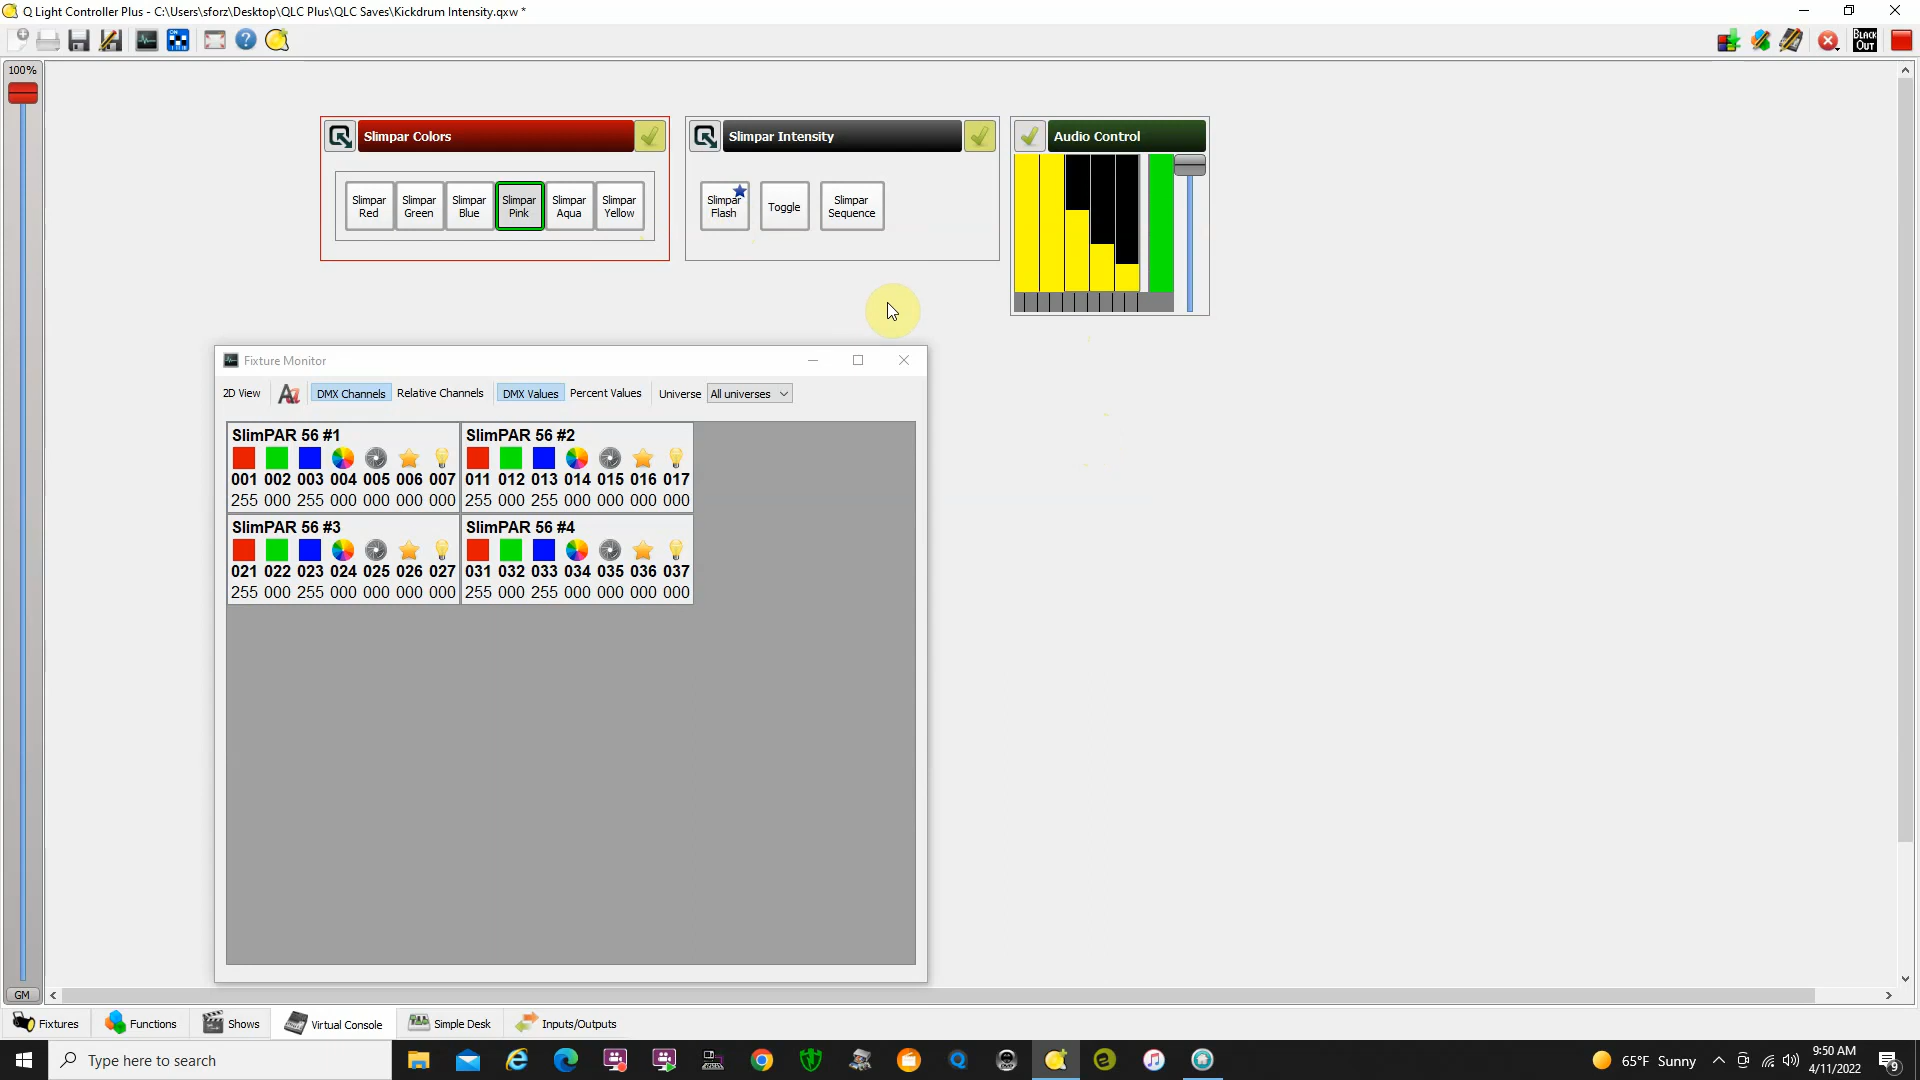 Q Light Controller Plus - C:\Users\sforz\Desktop\QLC Plus\QLC Saves\Kickdrum Intensity.qxw *
ON
BLACK OUT
100%
Slimpar Colors
Slimpar Intensity
Audio Control
Slimpar Red
Slimpar Green
Slimpar Blue
Slimpar Pink
Slimpar Aqua
Slimpar Yellow
Slimpar Flash
Toggle
Slimpar Sequence
Fixture Monitor
2D View
DMX Channels
Relative Channels
DMX Values
Percent Values
Universe
All universes
SlimPAR 56 #1
001 002 003 004 005 006 007
255 000 255 000 000 000 000
SlimPAR 56 #2
011 012 013 014 015 016 017
255 000 255 000 000 000 000
SlimPAR 56 #3
021 022 023 024 025 026 027
255 000 255 000 000 000 000
SlimPAR 56 #4
031 032 033 034 035 036 037
255 000 255 000 000 000 000
GM
Fixtures
Functions
Shows
Virtual Console
Simple Desk
Inputs/Outputs
Type here to search
65°F Sunny
9:50 AM
4/11/2022
9